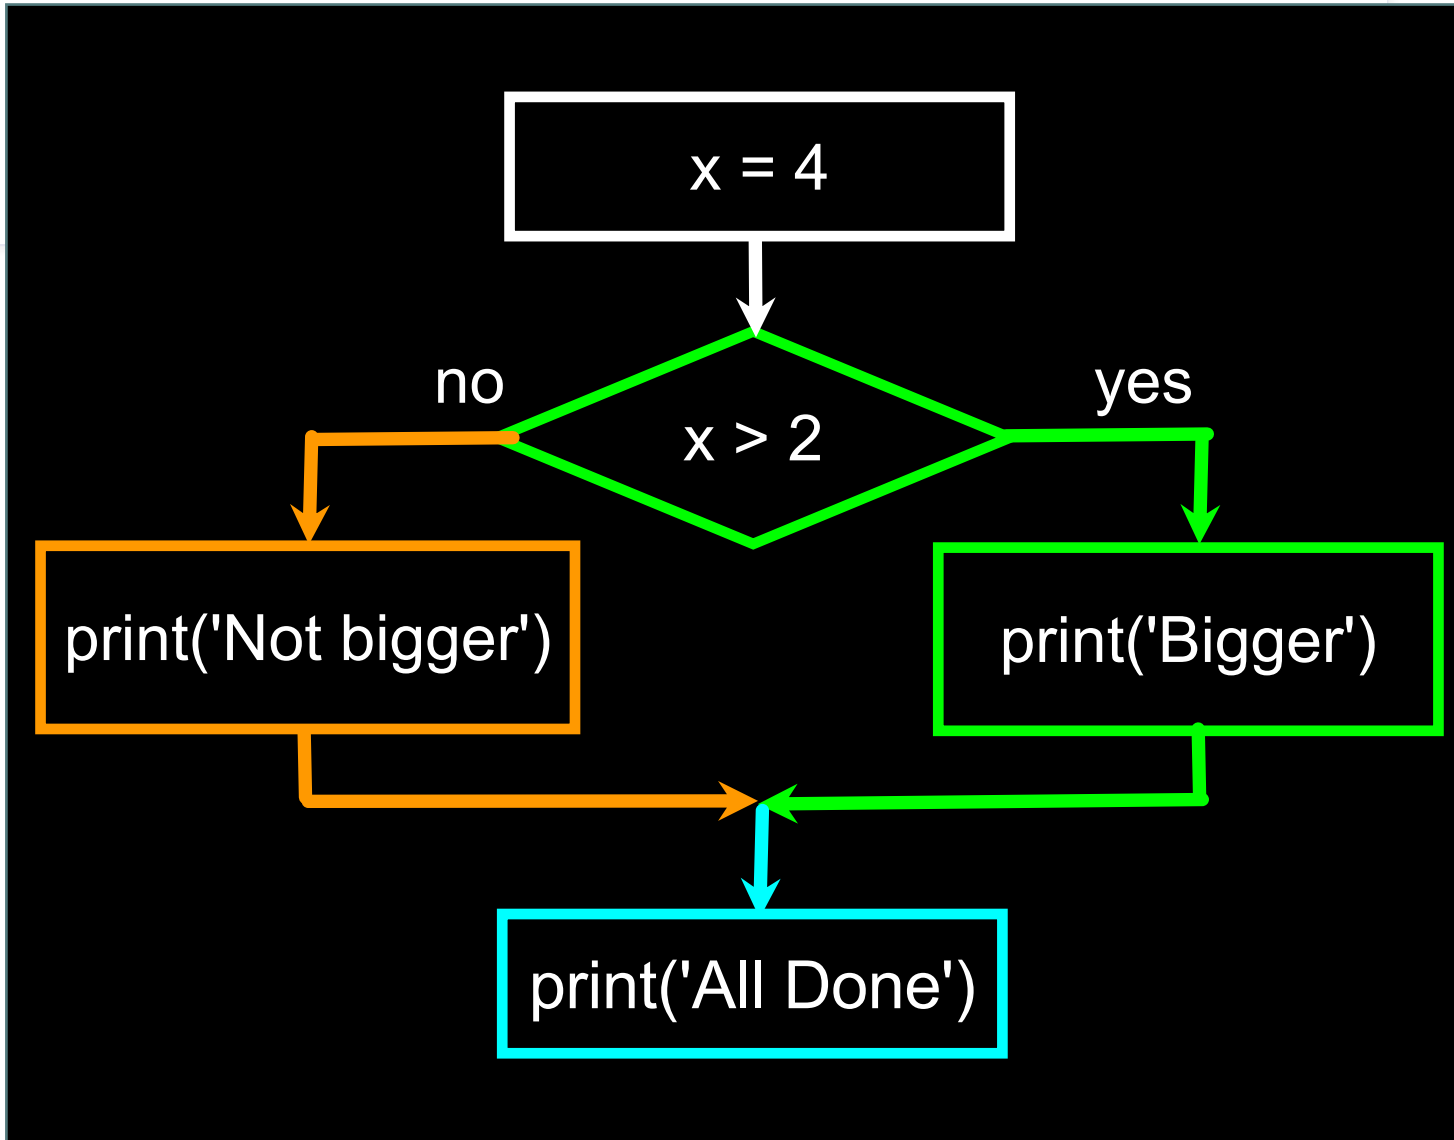 x = 4
no
yes
x > 2
print('Not bigger')
print('Bigger')
print('All Done')